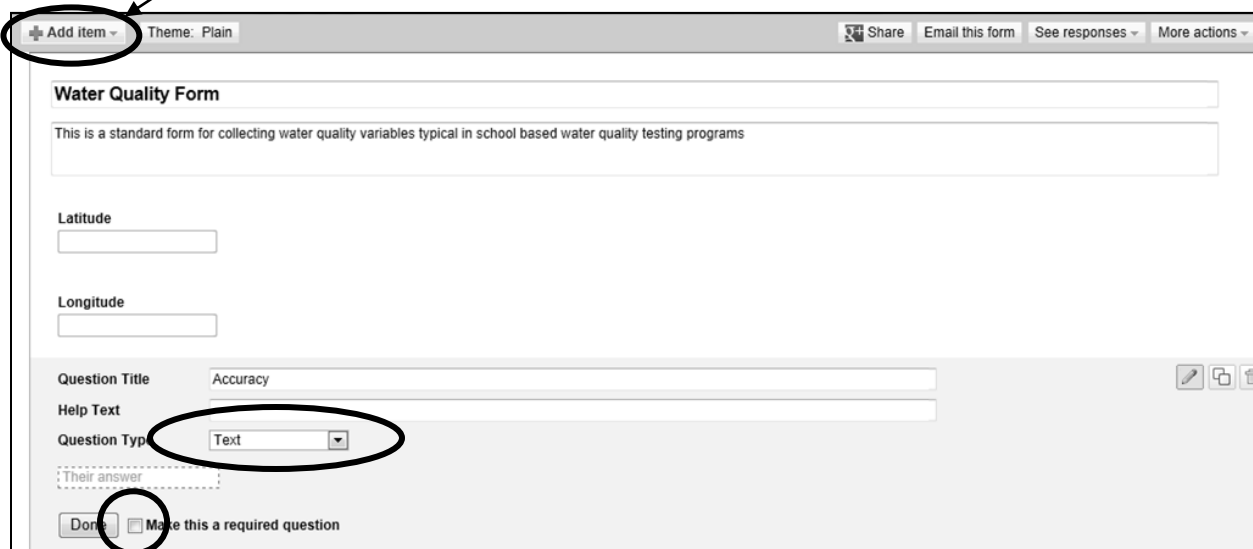 Add item Theme: Plain Share Email this form See responses More actions
Water Quality Form
This is a standard form for collecting water quality variables typical in school based water quality testing programs
Latitude
Longitude
Question Title Accuracy
Help Text
Question Type Text
Their answer
Done Make this a required question